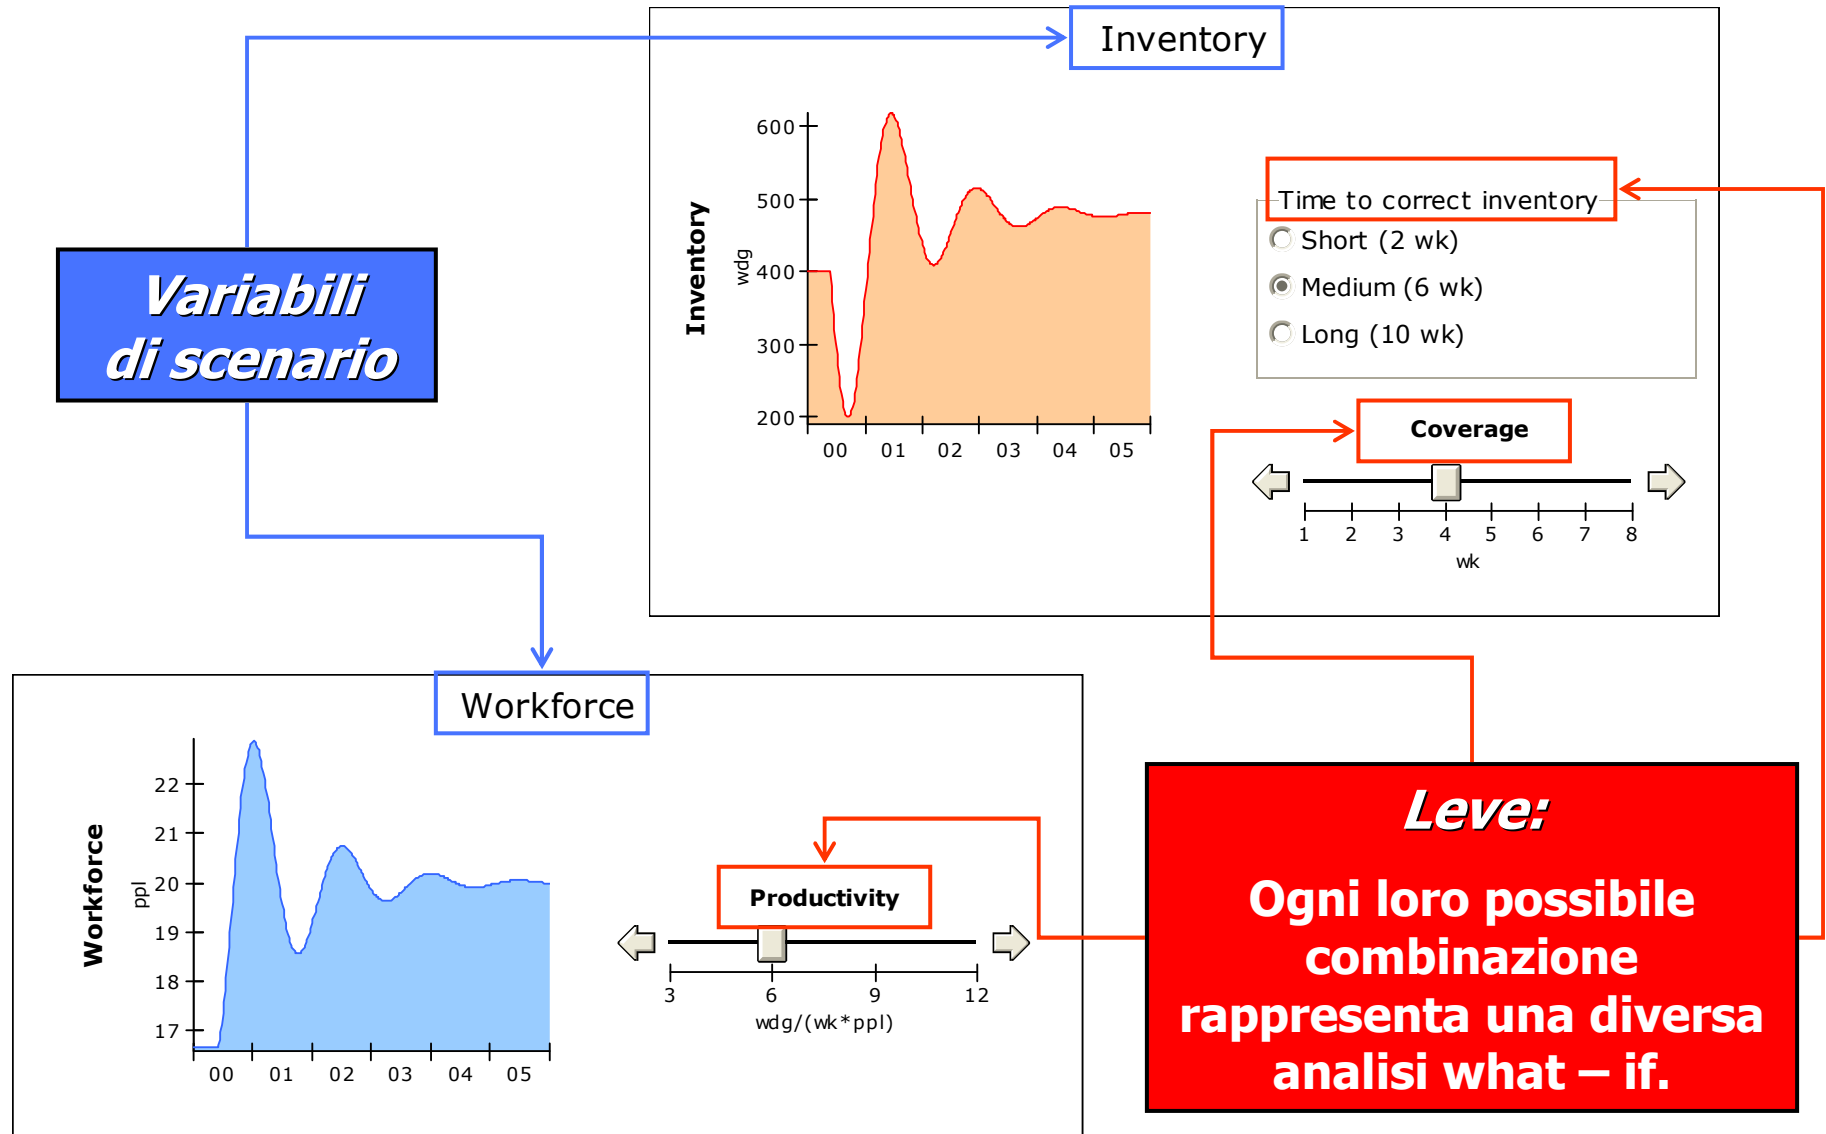 Inventory
600
500
400
300
200
Inventory
wdg
00 01 02 03 04 05
Time to correct inventory
Short (2 wk)
Medium (6 wk)
Long (10 wk)
Coverage
1 2 3 4 5 6 7 8
wk
Variabili
di scenario
Workforce
22
21
20
19
18
17
Workforce
ppl
00 01 02 03 04 05
Productivity
3 6 9 12
wdg/(wk*ppl)
Leve:
Ogni loro possibile
combinazione
rappresenta una diversa
analisi what – if.